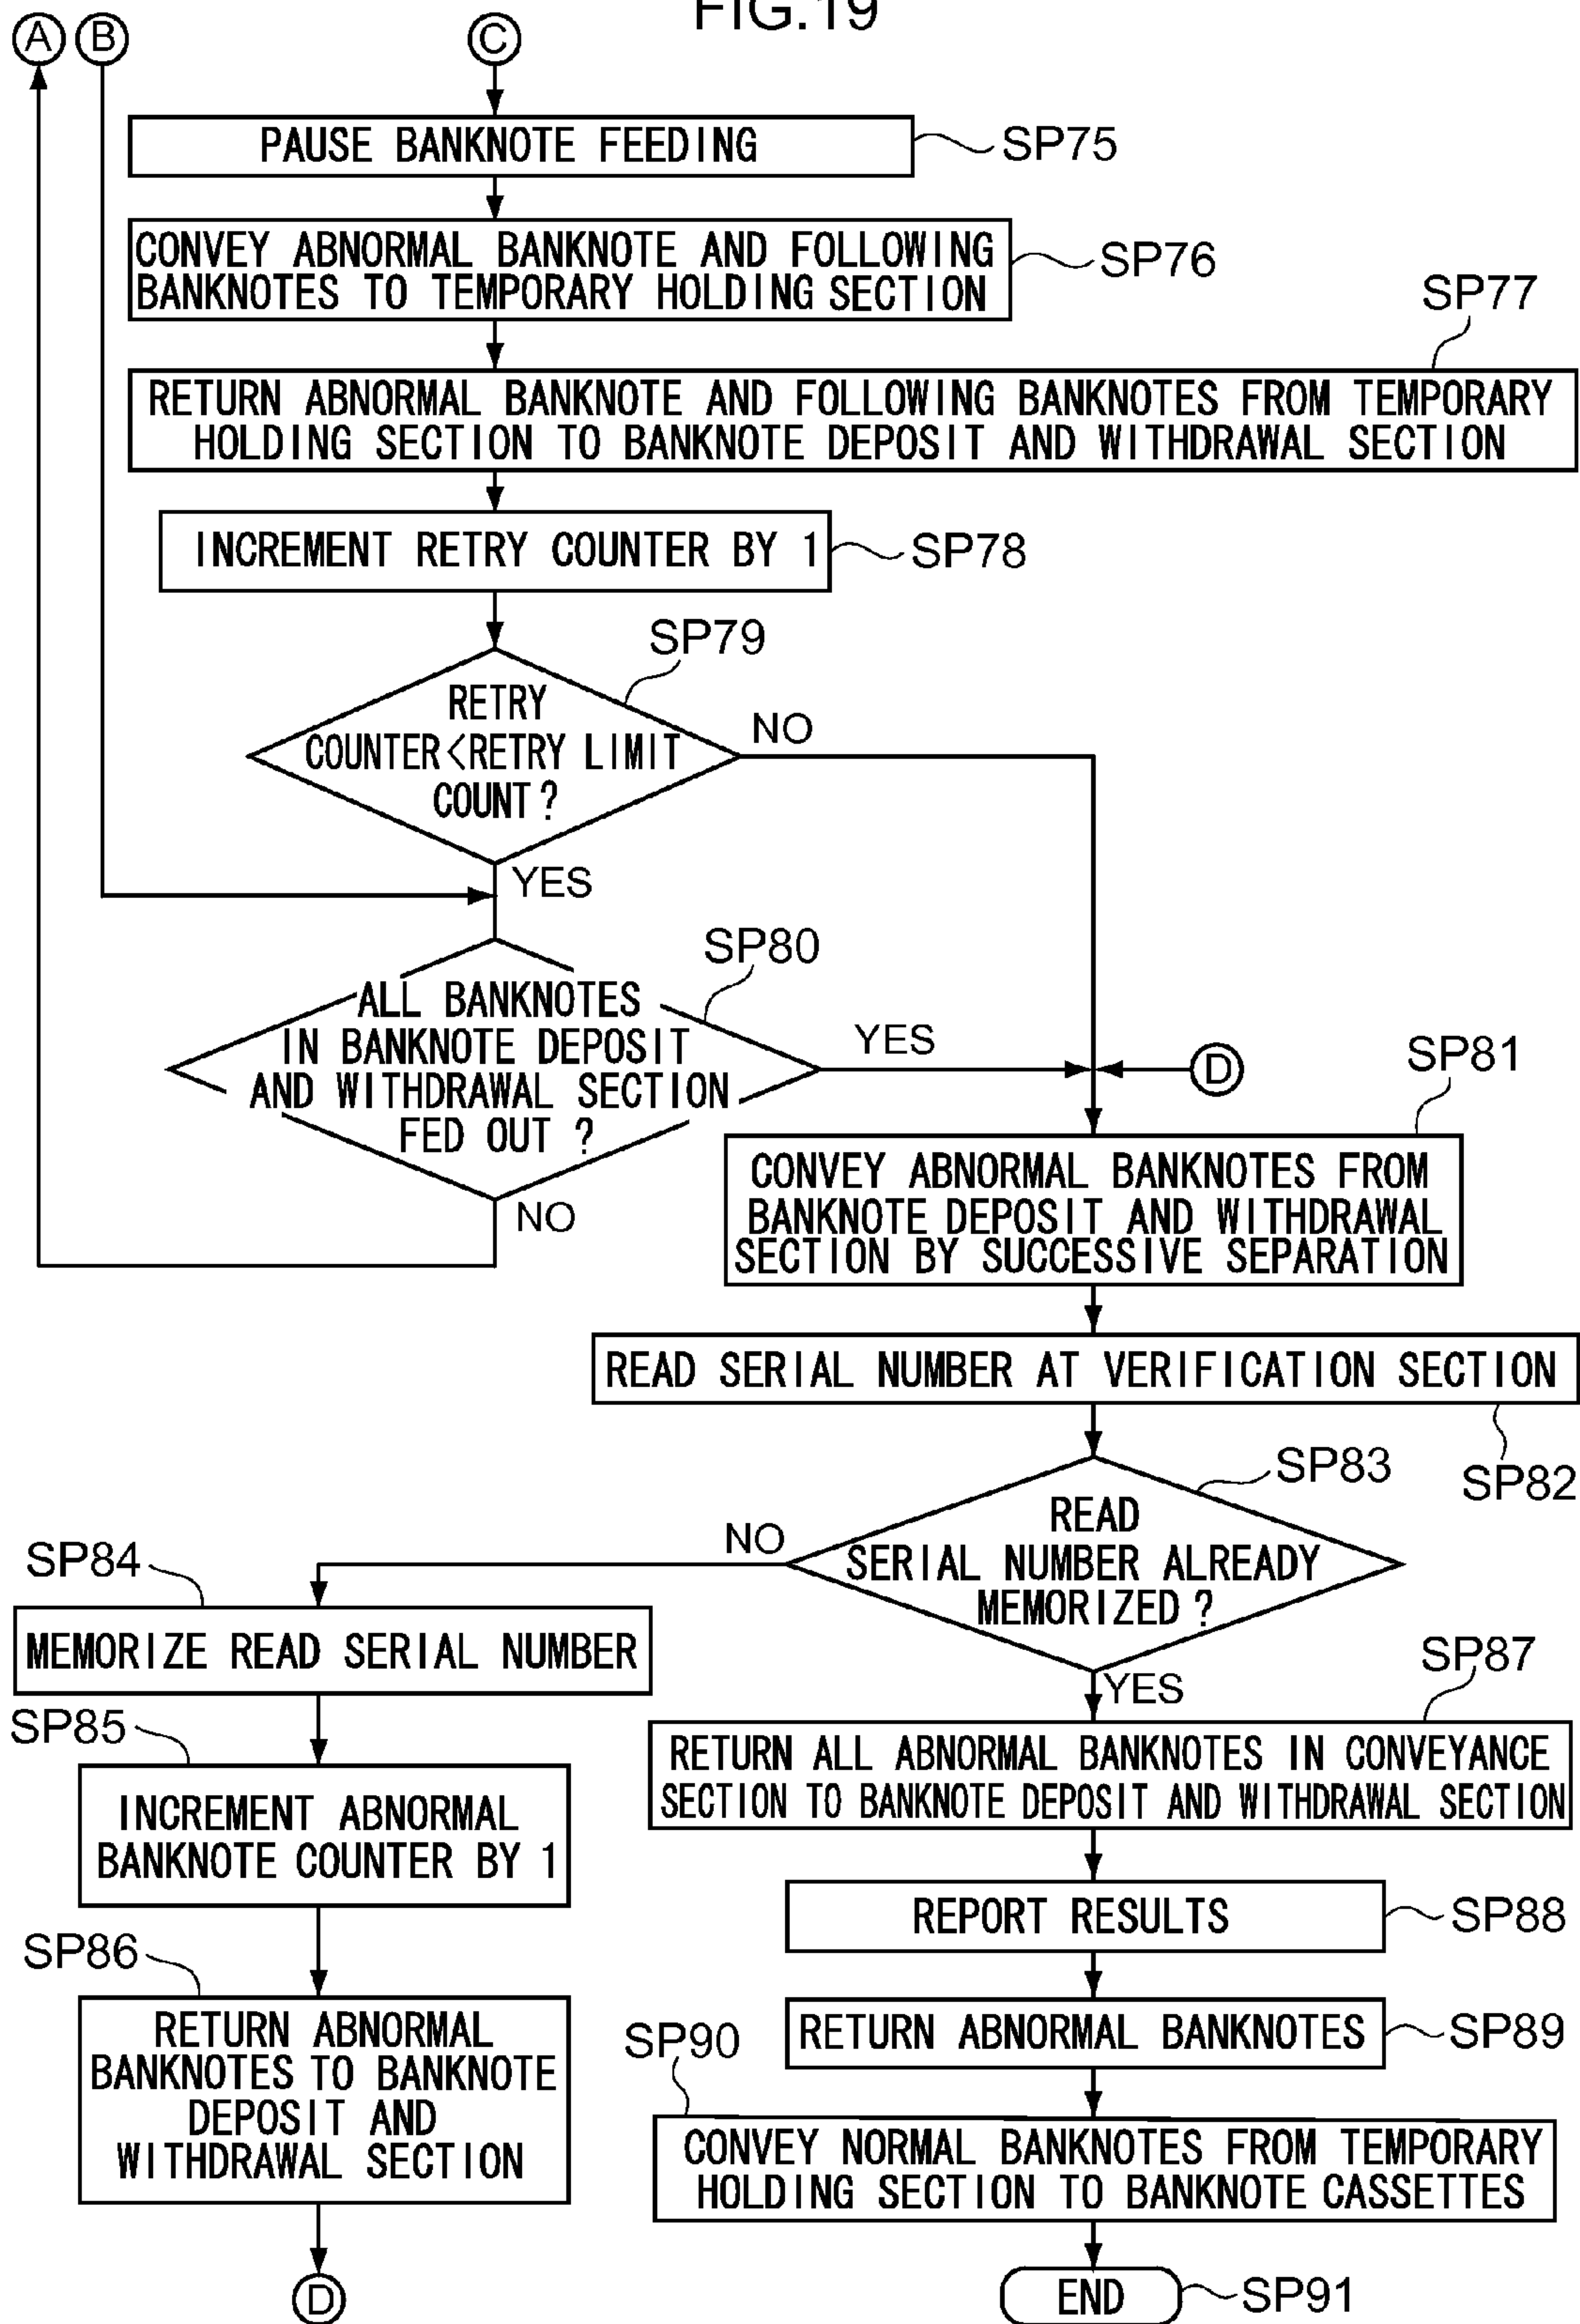 FIG.19
A
B
C
PAUSE BANKNOTE FEEDING
SP75
CONVEY ABNORMAL BANKNOTE AND FOLLOWING
BANKNOTES TO TEMPORARY HOLDING SECTION
SP76
SP77
RETURN ABNORMAL BANKNOTE AND FOLLOWING BANKNOTES FROM TEMPORARY
HOLDING SECTION TO BANKNOTE DEPOSIT AND WITHDRAWAL SECTION
INCREMENT RETRY COUNTER BY 1
SP78
SP79
RETRY
COUNTER<RETRY LIMIT
COUNT?
NO
YES
SP80
ALL BANKNOTES
IN BANKNOTE DEPOSIT
AND WITHDRAWAL SECTION
FED OUT ?
YES
D
NO
SP81
CONVEY ABNORMAL BANKNOTES FROM
BANKNOTE DEPOSIT AND WITHDRAWAL
SECTION BY SUCCESSIVE SEPARATION
READ SERIAL NUMBER AT VERIFICATION SECTION
SP82
SP83
READ
SERIAL NUMBER ALREADY
MEMORIZED ?
NO
YES
SP84
MEMORIZE READ SERIAL NUMBER
SP85
INCREMENT ABNORMAL
BANKNOTE COUNTER BY 1
SP86
RETURN ABNORMAL
BANKNOTES TO BANKNOTE
DEPOSIT AND
WITHDRAWAL SECTION
D
SP87
RETURN ALL ABNORMAL BANKNOTES IN CONVEYANCE
SECTION TO BANKNOTE DEPOSIT AND WITHDRAWAL SECTION
REPORT RESULTS
SP88
RETURN ABNORMAL BANKNOTES
SP89
SP90
CONVEY NORMAL BANKNOTES FROM TEMPORARY
HOLDING SECTION TO BANKNOTE CASSETTES
END
SP91